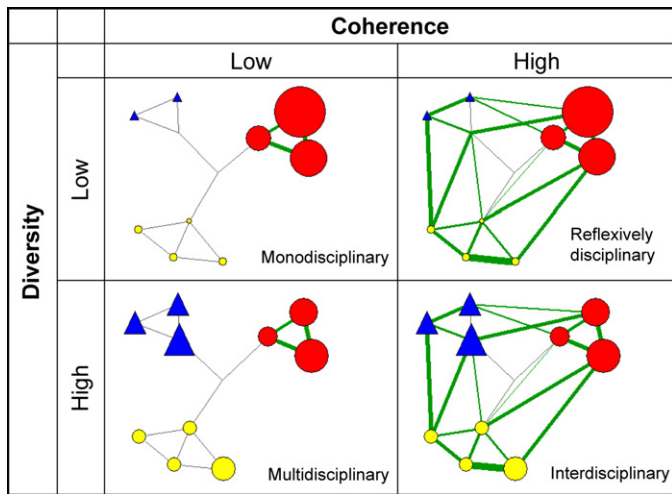 Coherence
Low
High
Diversity
Low
Monodisciplinary
Reflexively
disciplinary
High
Multidisciplinary
Interdisciplinary